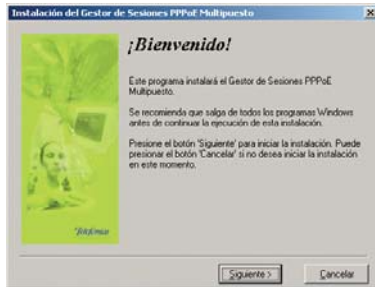 Instalación del Gestor de Sesiones PPPoE Multipuesto
¡Bienvenido!
Este programa instalará el Gestor de Sesiones PPPoE
Multipuesto.
Se recomienda que salga de todos los programas Windows
antes de continuar la ejecución de esta instalación.
Presione el botón 'Siguiente' para iniciar la instalación. Puede
presionar el botón 'Cancelar' si no desea iniciar la instalación
en este momento.
Telefónica
Siguiente >
Cancelar